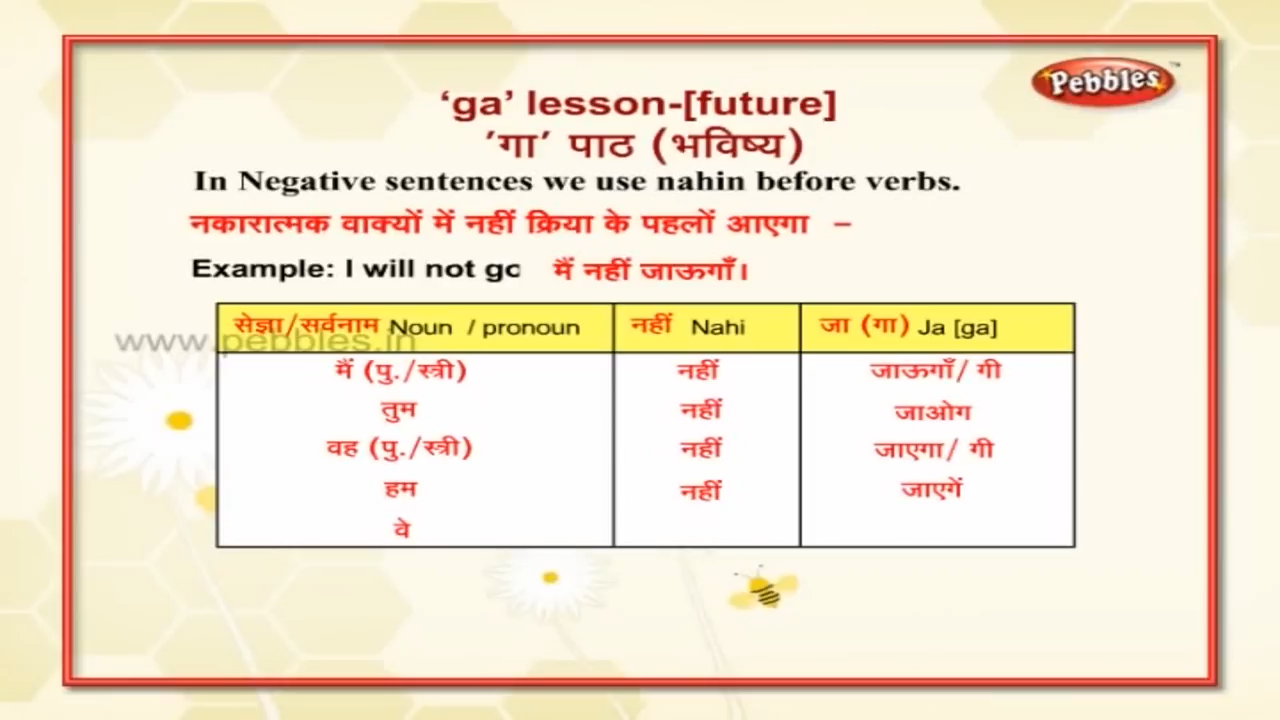 Pebbles™
‘ga’ lesson-[future]
’गा’ पाठ (भविष्य)
In Negative sentences we use nahin before verbs.
नकारात्मक वाक्यों में नहीं क्रिया के पहलों आएगा –
Example: I will not go मैं नहीं जाऊगाँ।
सेज्ञा/सर्वनाम Noun / pronoun नहीं Nahi जा (गा) Ja [ga]
www.pebbles.in
मैं (पु./स्त्री) नहीं जाऊगाँ/ गी
तुम नहीं जाओग
वह (पु./स्त्री) नहीं जाएगा/ गी
हम नहीं जाएगें
वे